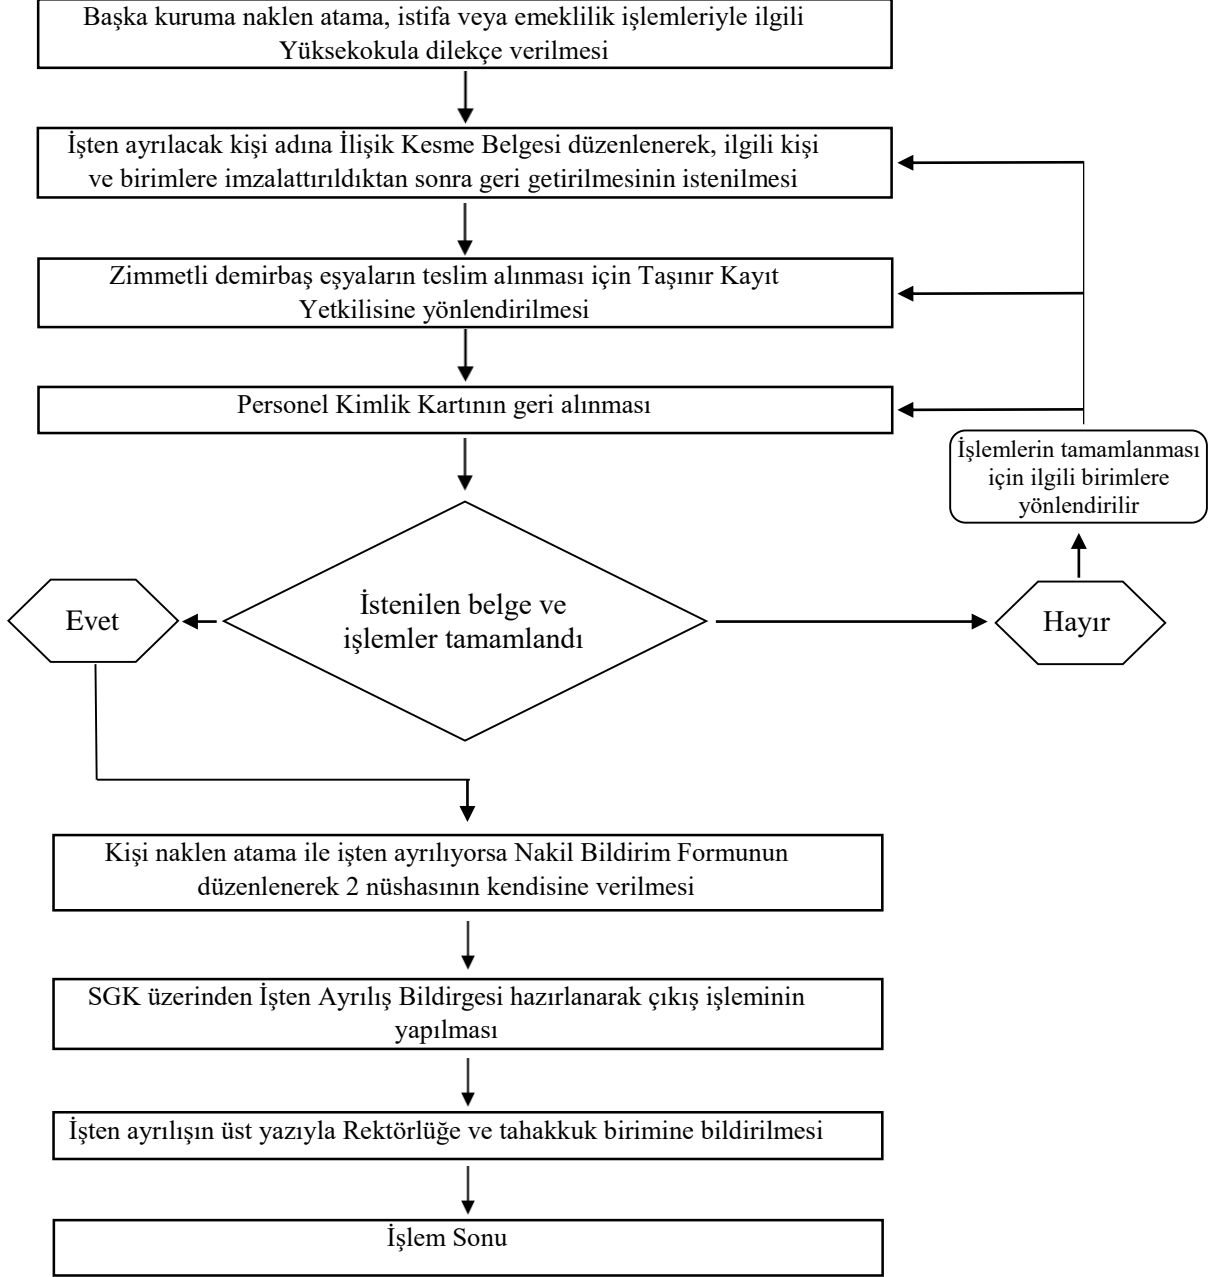 Başka kuruma naklen atama, istifa veya emeklilik işlemleriyle ilgili
Yüksekokula dilekçe verilmesi
İşten ayrılacak kişi adına İlişik Kesme Belgesi düzenlenerek, ilgili kişi
ve birimlere imzalattırıldıktan sonra geri getirilmesinin istenilmesi
Zimmetli demirbaş eşyaların teslim alınması için Taşınır Kayıt
Yetkilisine yönlendirilmesi
Personel Kimlik Kartının geri alınması
İşlemlerin tamamlanması
için ilgili birimlere
yönlendirilir
Evet
İstenilen belge ve
işlemler tamamlandı
Hayır
Kişi naklen atama ile işten ayrılıyorsa Nakil Bildirim Formunun
düzenlenerek 2 nüshasının kendisine verilmesi
SGK üzerinden İşten Ayrılış Bildirgesi hazırlanarak çıkış işleminin
yapılması
İşten ayrılışın üst yazıyla Rektörlüğe ve tahakkuk birimine bildirilmesi
İşlem Sonu